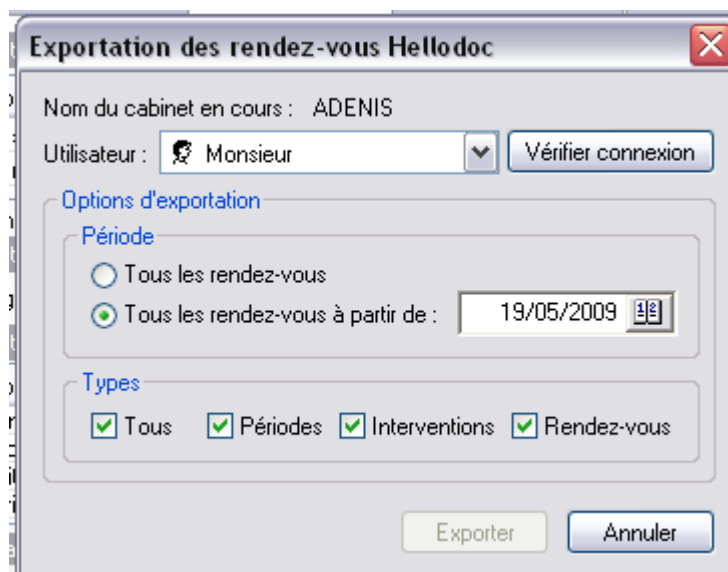 Exportation des rendez-vous Hellodoc
Nom du cabinet en cours : ADENIS
Utilisateur : Monsieur Vérifier connexion
Options d'exportation
Période
Tous les rendez-vous
Tous les rendez-vous à partir de : 19/05/2009
Types
Tous Périodes Interventions Rendez-vous
Exporter Annuler